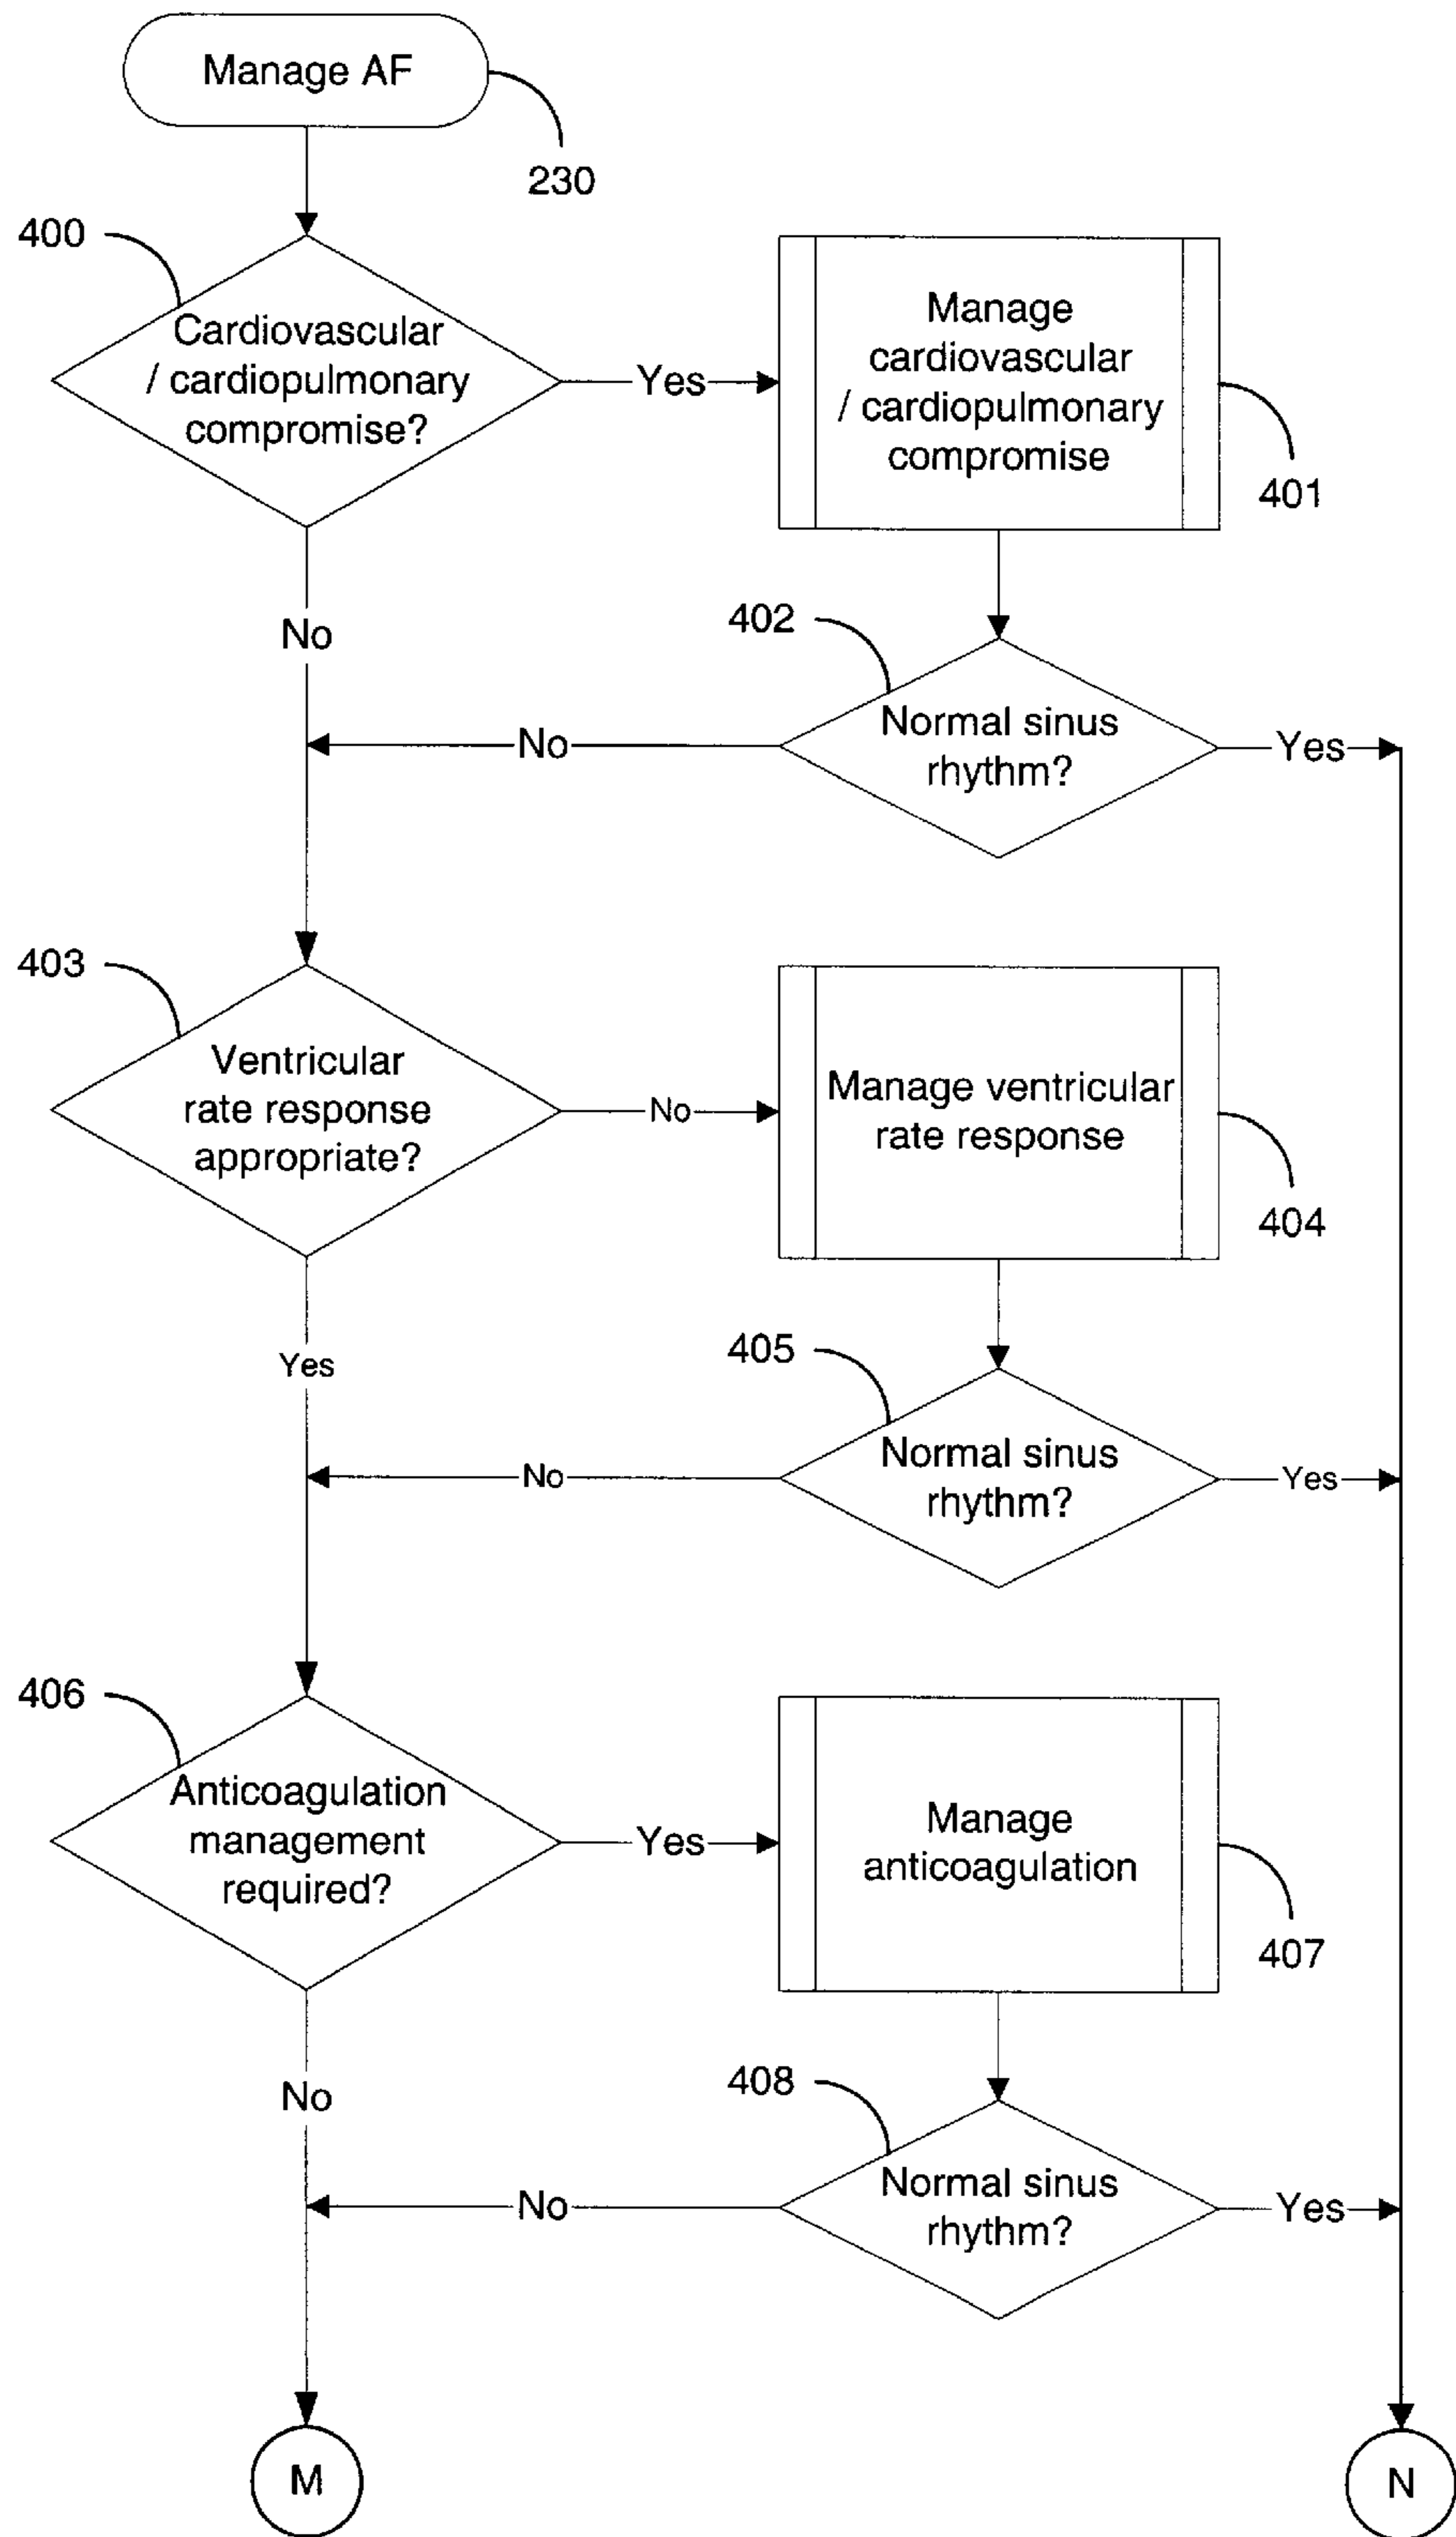 Manage AF
230
400
Cardiovascular
/ cardiopulmonary
compromise?
Yes
Manage
cardiovascular
/ cardiopulmonary
compromise
401
No
402
Normal sinus
rhythm?
No
Yes
403
Ventricular
rate response
appropriate?
No
Manage ventricular
rate response
404
Yes
405
Normal sinus
rhythm?
No
Yes
406
Anticoagulation
management
required?
Yes
Manage
anticoagulation
407
No
408
Normal sinus
rhythm?
No
Yes
M
N